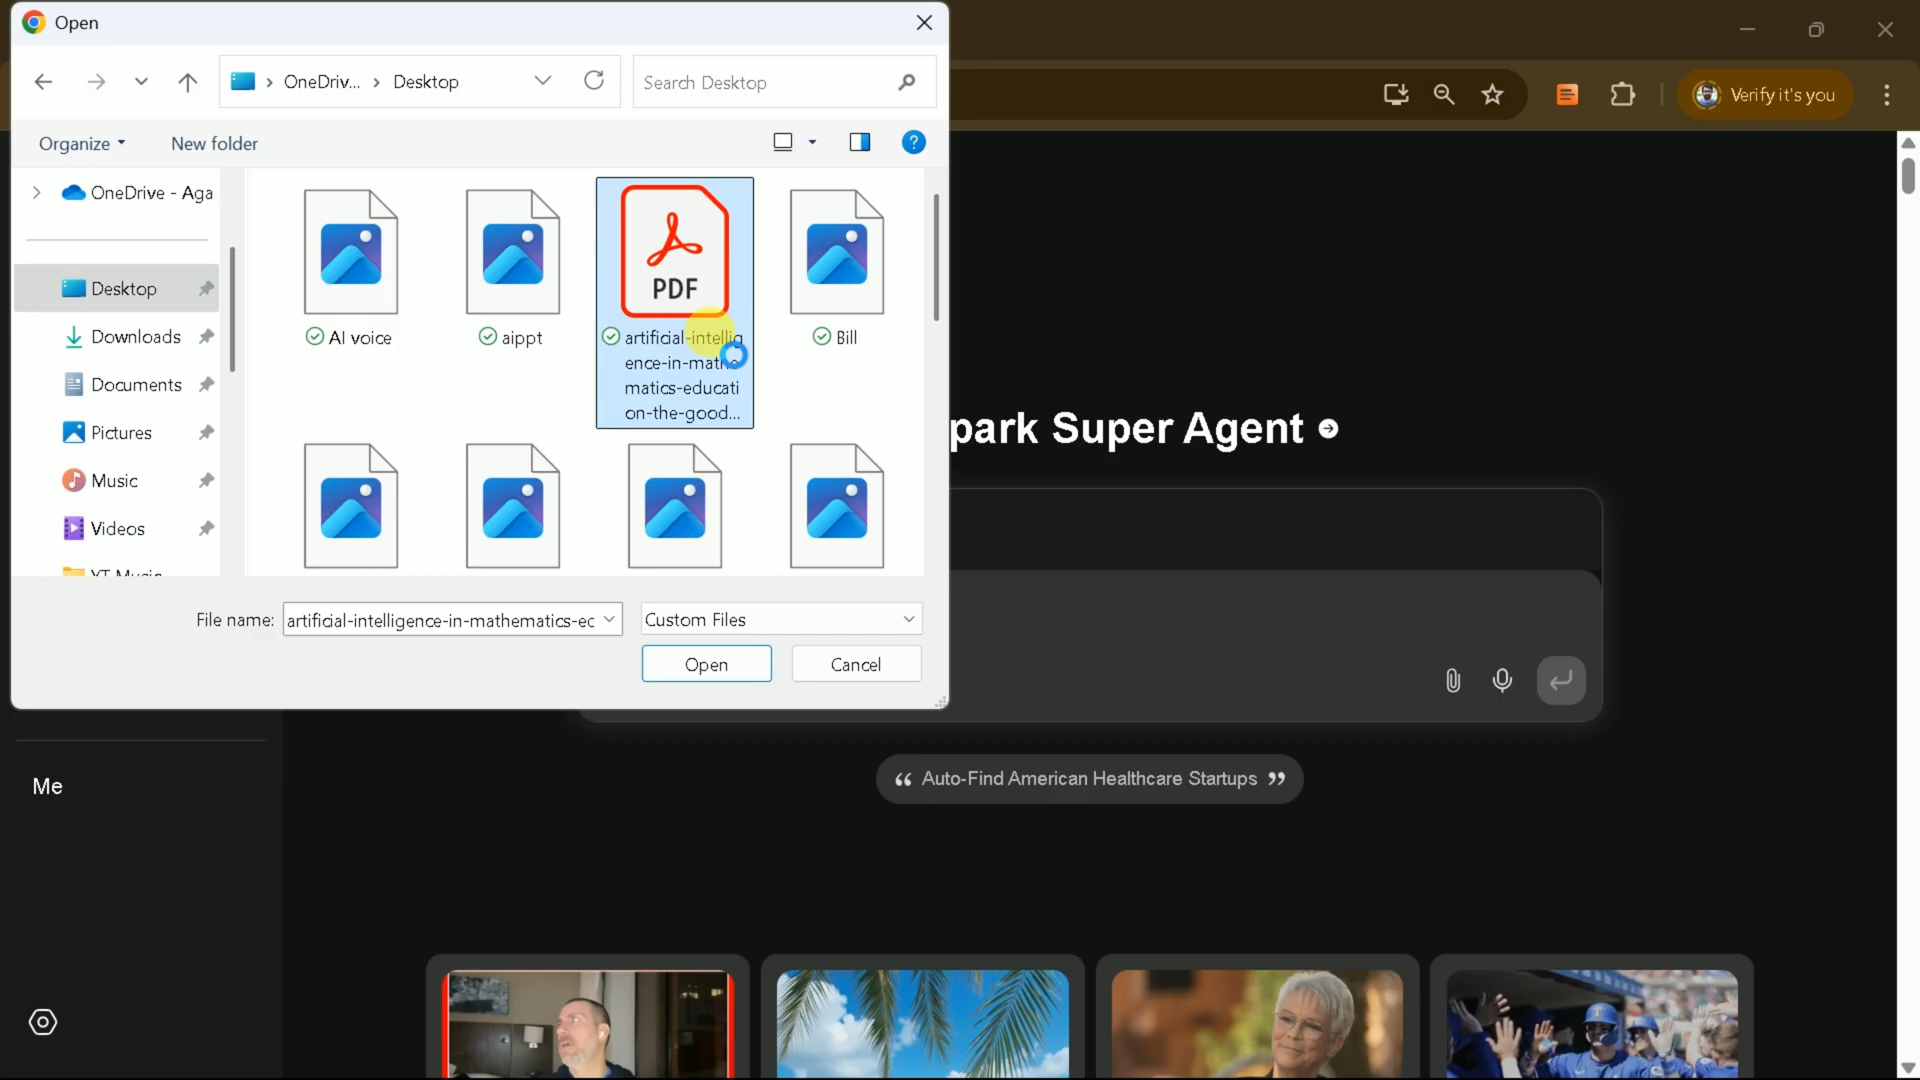 Open
OneDriv... > Desktop
Search Desktop
Verify it's you
Organize
New folder
OneDrive - Aga
Desktop
Downloads
Documents
Pictures
Music
Videos
PDF
AI voice
aippt
artificial-intellig
ence-in-mathe
matics-educati
on-the-good...
Bill
File name: artificial-intelligence-in-mathematics-ec
Custom Files
Open
Cancel
park Super Agent
“ Auto-Find American Healthcare Startups ”
Me